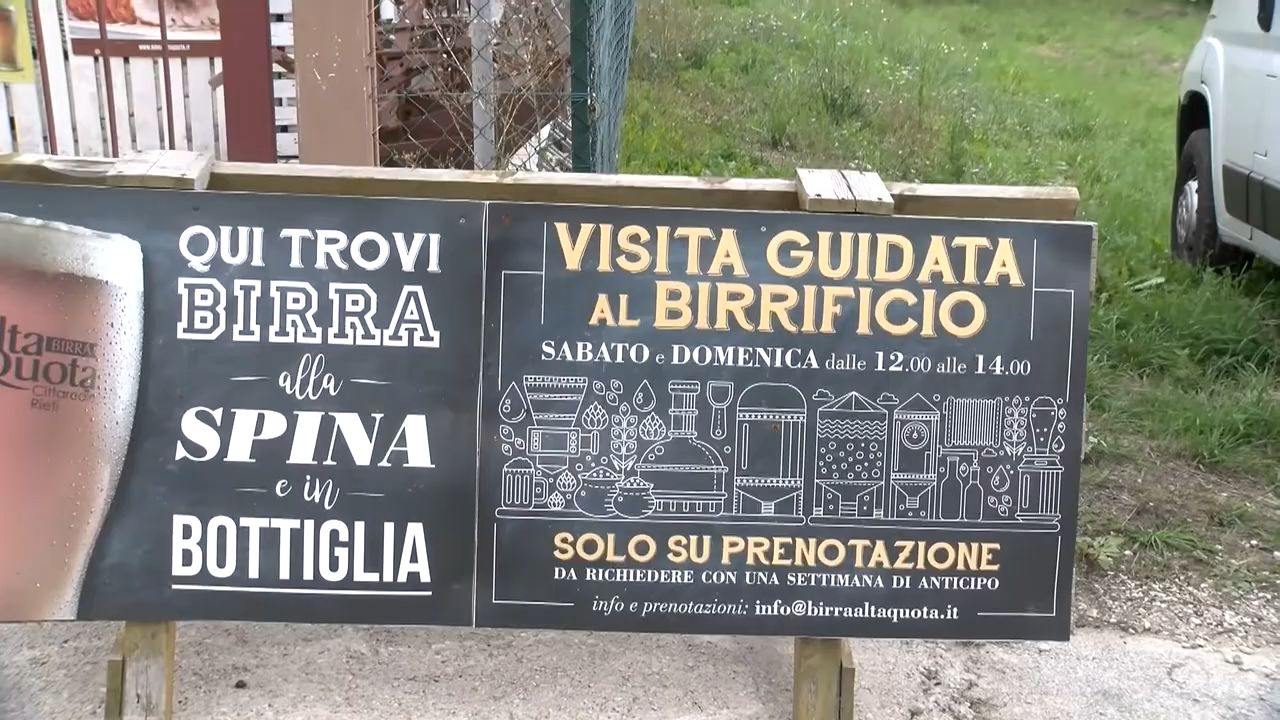 QUI TROVI
BIRRA
alla
SPINA
e in
BOTTIGLIA
Alta
Quota
BIRRA
Cittareale
Rieti
VISITA GUIDATA
AL BIRRIFICIO
SABATO e DOMENICA dalle 12.00 alle 14.00
SOLO SU PRENOTAZIONE
DA RICHIEDERE CON UNA SETTIMANA DI ANTICIPO
info e prenotazioni: info@birraaltaquota.it